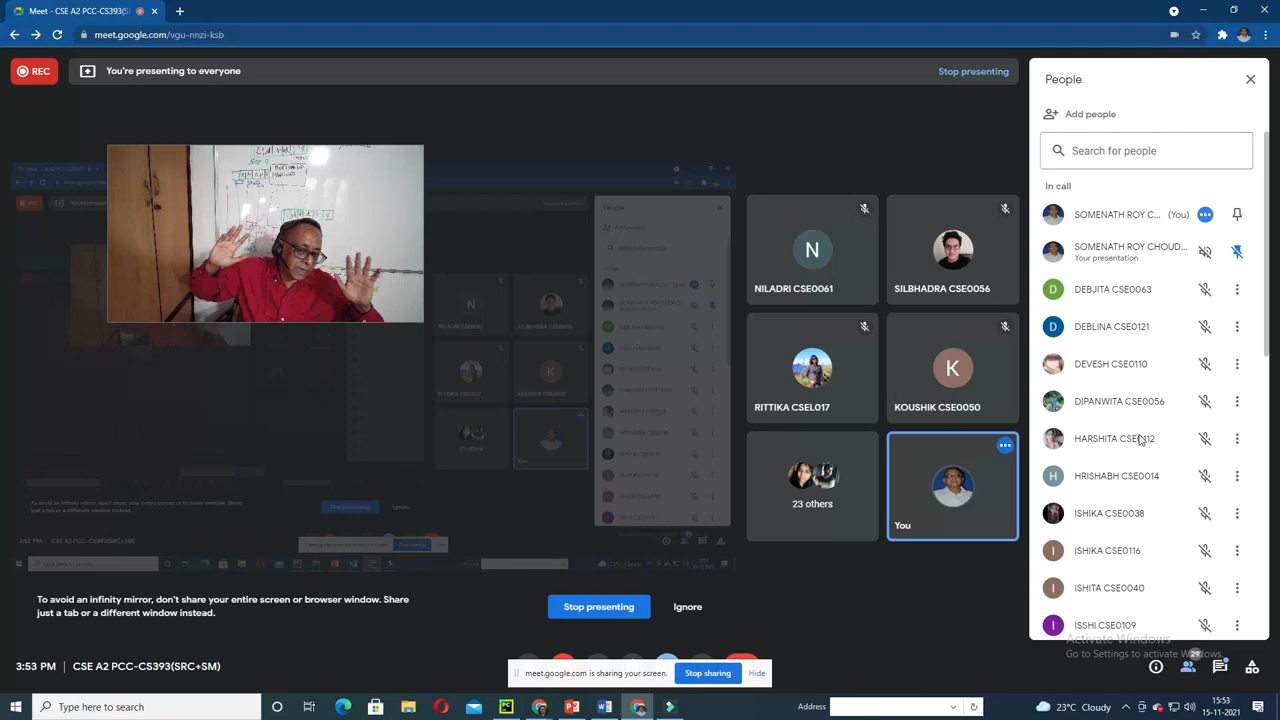 Meet - CSE A2 PCC-CS393(S
meet.google.com/vgu-nnzi-ksb
REC
You're presenting to everyone
Stop presenting
NILADRI CSE0061
SILBHADRA CSE0056
RITTIKA CSEL017
KOUSHIK CSE0050
23 others
You
N
K
To avoid an infinity mirror, don't share your entire screen or browser window. Share
just a tab or a different window instead.
Stop presenting
Ignore
3:53 PM | CSE A2 PCC-CS393(SRC+SM)
meet.google.com is sharing your screen.
Stop sharing
Hide
People
Add people
Search for people
In call
SOMENATH ROY C... (You)
SOMENATH ROY CHOUD...
Your presentation
D DEBJITA CSE0063
D DEBLINA CSE0121
DEVESH CSE0110
DIPANWITA CSE0056
HARSHITA
H HRISHABH CSE0014
ISHIKA CSE0038
I ISHIKA CSE0116
I ISHITA CSE0040
I ISSHI CSE0109
Activate Windows
Go to Settings to activate Windows.
29
Type here to search
Address
23°C Cloudy
15:53
15-11-2021